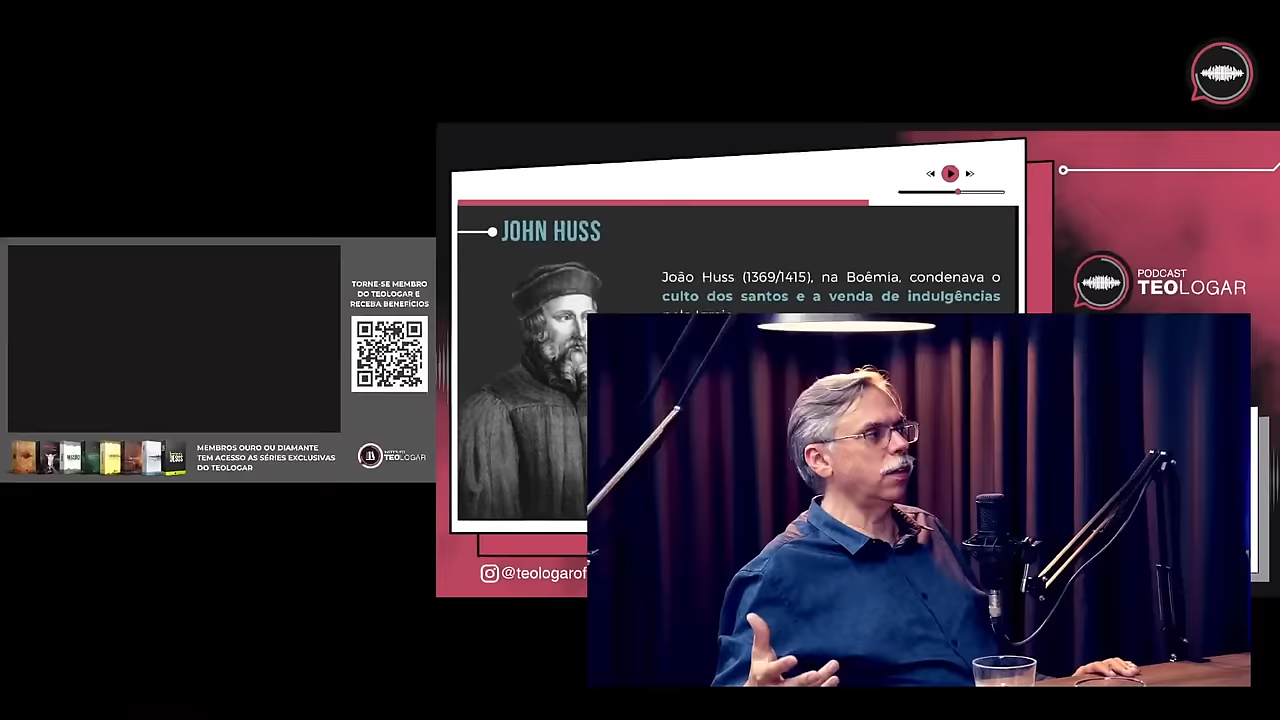 JOHN HUSS
João Huss (1369/1415), na Boêmia, condenava o
culto dos santos e a venda de indulgências
PODCAST
TEOLOGAR
TORNE-SE MEMBRO
DO TEOLOGAR E
RECEBA BENEFÍCIOS
MEMBROS OURO OU DIAMANTE
TEM ACESSO AS SÉRIES EXCLUSIVAS
DO TEOLOGAR
TEOLOGAR
@teologarof